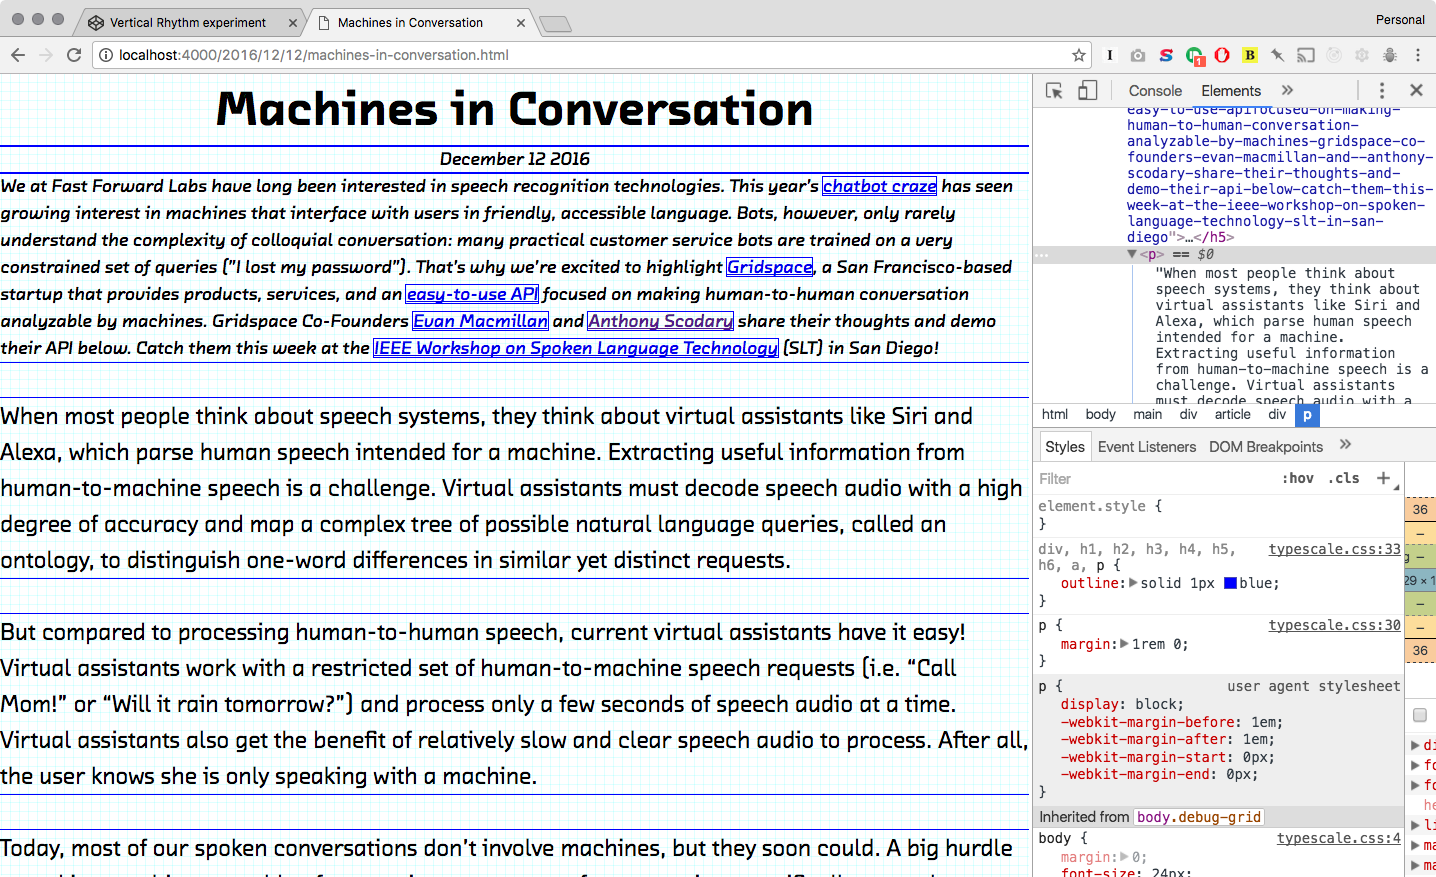 Vertical Rhythm experiment
Machines in Conversation
Personal
localhost:4000/2016/12/12/machines-in-conversation.html
I
S
1
B
Machines in Conversation
December 12 2016
We at Fast Forward Labs have long been interested in speech recognition technologies. This year's chatbot craze has seen
growing interest in machines that interface with users in friendly, accessible language. Bots, however, only rarely
understand the complexity of colloquial conversation: many practical customer service bots are trained on a very
constrained set of queries ("I lost my password"). That's why we're excited to highlight Gridspace, a San Francisco-based
startup that provides products, services, and an easy-to-use API focused on making human-to-human conversation
analyzable by machines. Gridspace Co-Founders Evan Macmillan and Anthony Scodary share their thoughts and demo
their API below. Catch them this week at the IEEE Workshop on Spoken Language Technology (SLT) in San Diego!
When most people think about speech systems, they think about virtual assistants like Siri and
Alexa, which parse human speech intended for a machine. Extracting useful information from
human-to-machine speech is a challenge. Virtual assistants must decode speech audio with a high
degree of accuracy and map a complex tree of possible natural language queries, called an
ontology, to distinguish one-word differences in similar yet distinct requests.
But compared to processing human-to-human speech, current virtual assistants have it easy!
Virtual assistants work with a restricted set of human-to-machine speech requests (i.e. “Call
Mom!” or “Will it rain tomorrow?”) and process only a few seconds of speech audio at a time.
Virtual assistants also get the benefit of relatively slow and clear speech audio to process. After all,
the user knows she is only speaking with a machine.
Today, most of our spoken conversations don't involve machines, but they soon could. A big hurdle
Console Elements »
easy-to-use-apifocused-on-making-
human-to-human-conversation-
analyzable-by-machines-gridspace-co-
founders-evan-macmillan-and--anthony-
scodary-share-their-thoughts-and-
demo-their-api-below-catch-them-this-
week-at-the-ieee-workshop-on-spoken-
language-technology-slt-in-san-
diego">…</h5>
▼<p> == $0
"When most people think about
speech systems, they think about
virtual assistants like Siri and
Alexa, which parse human speech
intended for a machine.
Extracting useful information
from human-to-machine speech is a
challenge. Virtual assistants
must decode speech audio with a
html body main div article div p
Styles Event Listeners DOM Breakpoints »
Filter :hov .cls +
element.style {
}
div, h1, h2, h3, h4, h5, typescale.css:33
h6, a, p {
outline:▶solid 1px blue;
}
p { typescale.css:30
margin:▶1rem 0;
}
p { user agent stylesheet
display: block;
-webkit-margin-before: 1em;
-webkit-margin-after: 1em;
-webkit-margin-start: 0px;
-webkit-margin-end: 0px;
}
Inherited from body.debug-grid
body { typescale.css:4
margin:▶0;
font-size: 24px;
36
–
g –
29 × 1
–
–
36
▶di
▶fo
▶fo
he
▶li
▶ma
▶ma